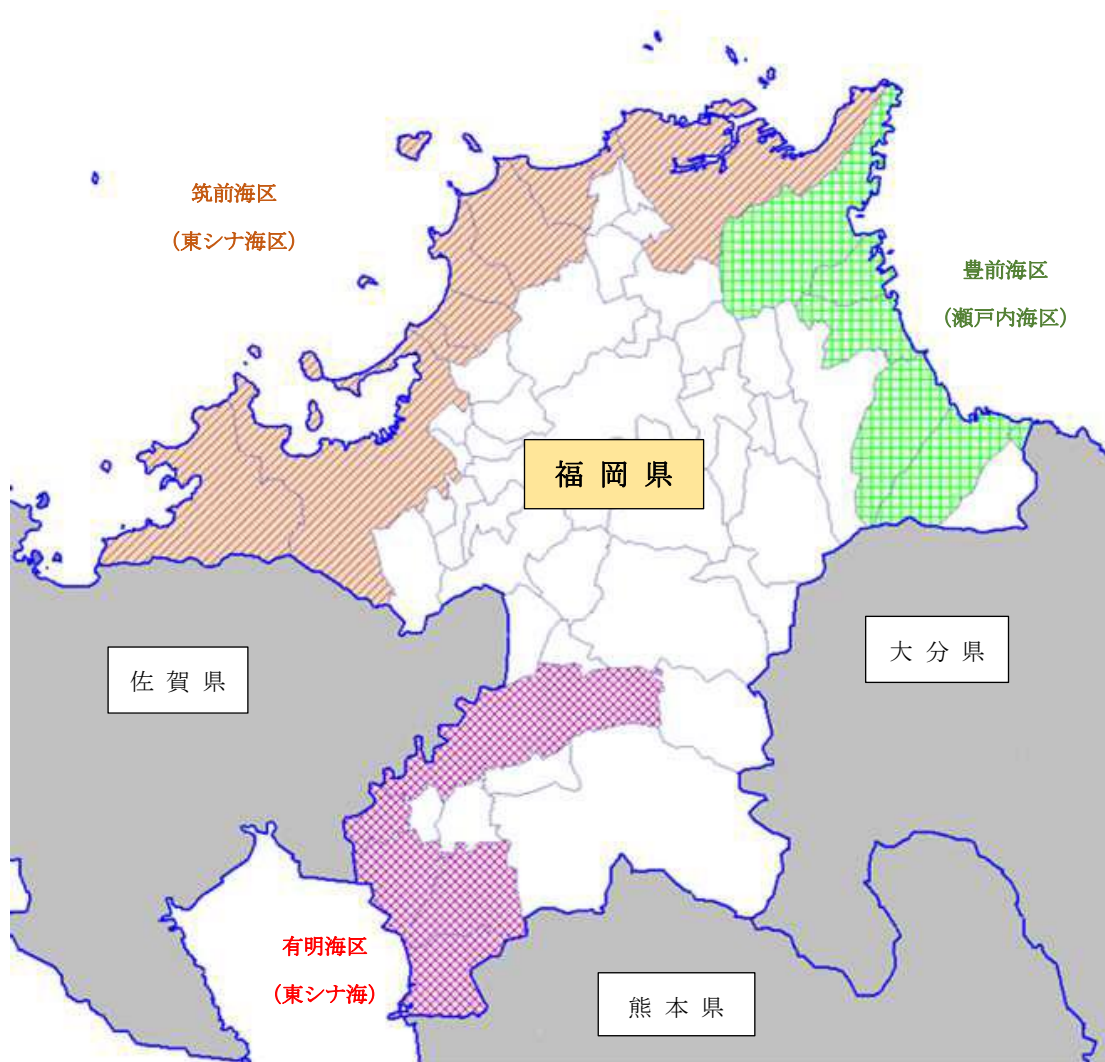 筑前海区
(東シナ海区)
豊前海区
(瀬戸内海区)
福岡県
佐賀県
大分県
有明海区
(東シナ海)
熊本県